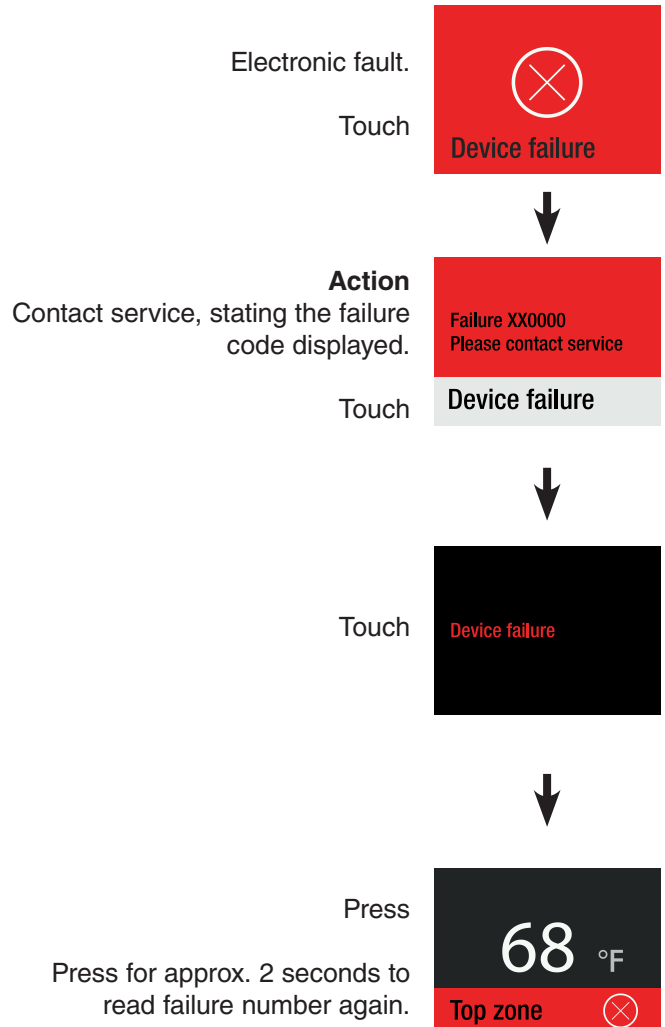 Electronic fault.
Touch
Device failure
Action
Contact service, stating the failure
code displayed.
Touch
Failure XX0000
Please contact service
Device failure
Touch
Device failure
Press
Press for approx. 2 seconds to
read failure number again.
68 °F
Top zone